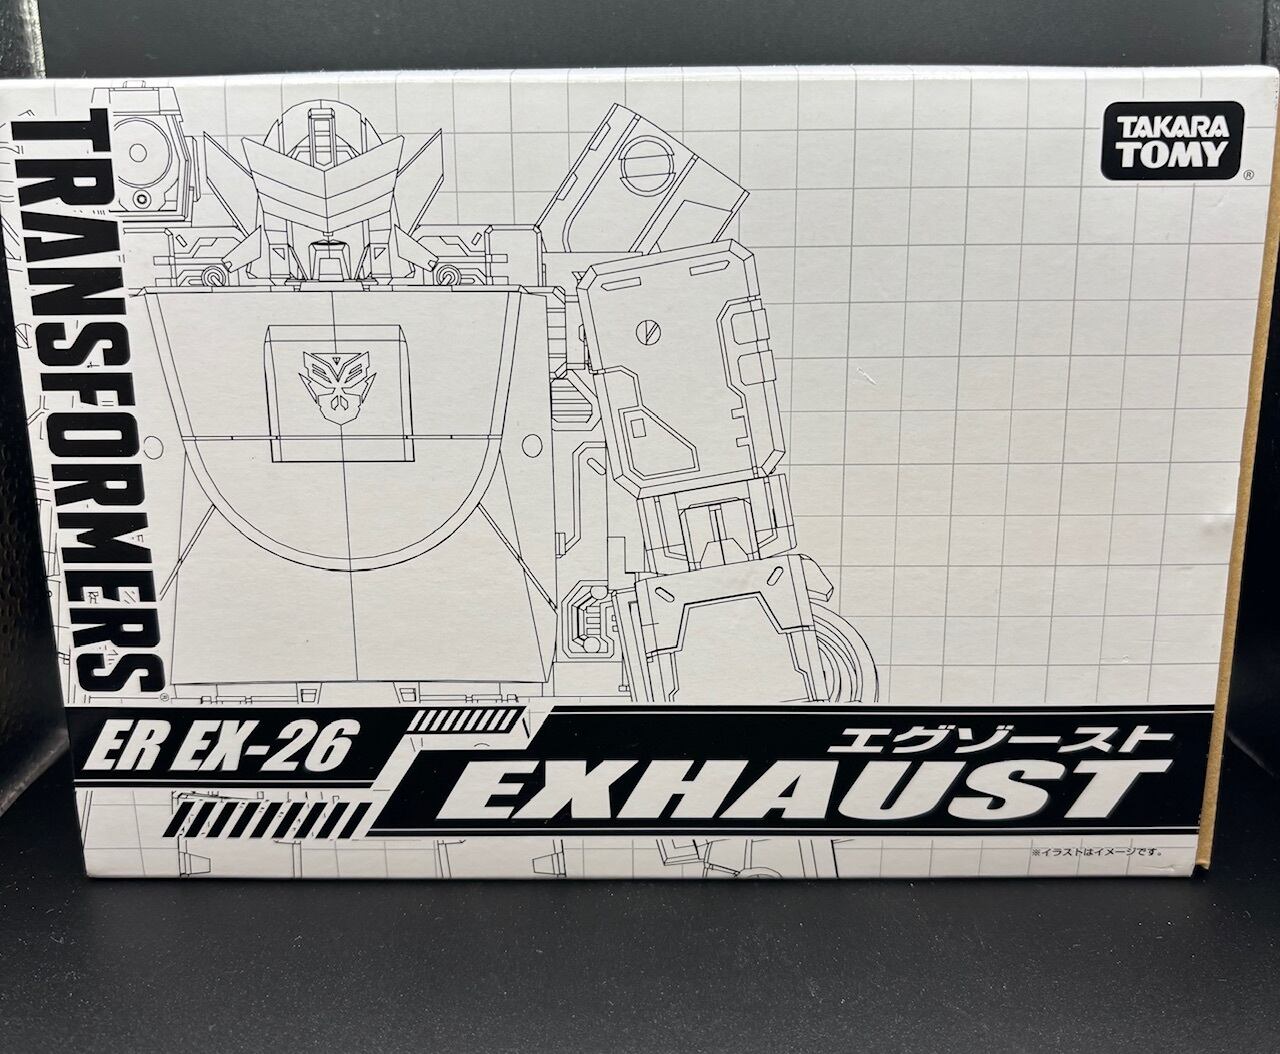 TRANSFORMERS
TAKARA
TOMY
®
ER EX-26
エグゾースト
EXHAUST
※イラストはイメージです。